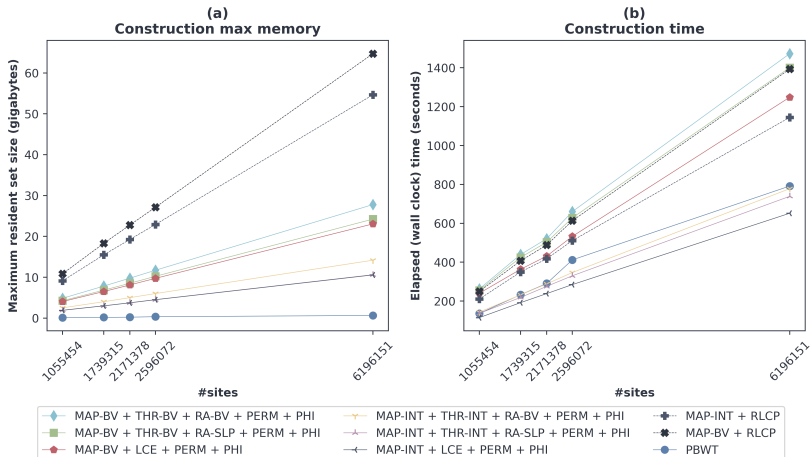 (a)
Construction max memory
Maximum resident set size (gigabytes)
60
50
40
30
20
10
0
1055454
1739315
2171378
2596072
6196151
#sites
(b)
Construction time
Elapsed (wall clock) time (seconds)
1400
1200
1000
800
600
400
200
1055454
1739315
2171378
2596072
6196151
#sites
MAP-BV + THR-BV + RA-BV + PERM + PHI
MAP-BV + THR-BV + RA-SLP + PERM + PHI
MAP-BV + LCE + PERM + PHI
MAP-INT + THR-INT + RA-BV + PERM + PHI
MAP-INT + THR-INT + RA-SLP + PERM + PHI
MAP-INT + LCE + PERM + PHI
MAP-INT + RLCP
MAP-BV + RLCP
PBWT